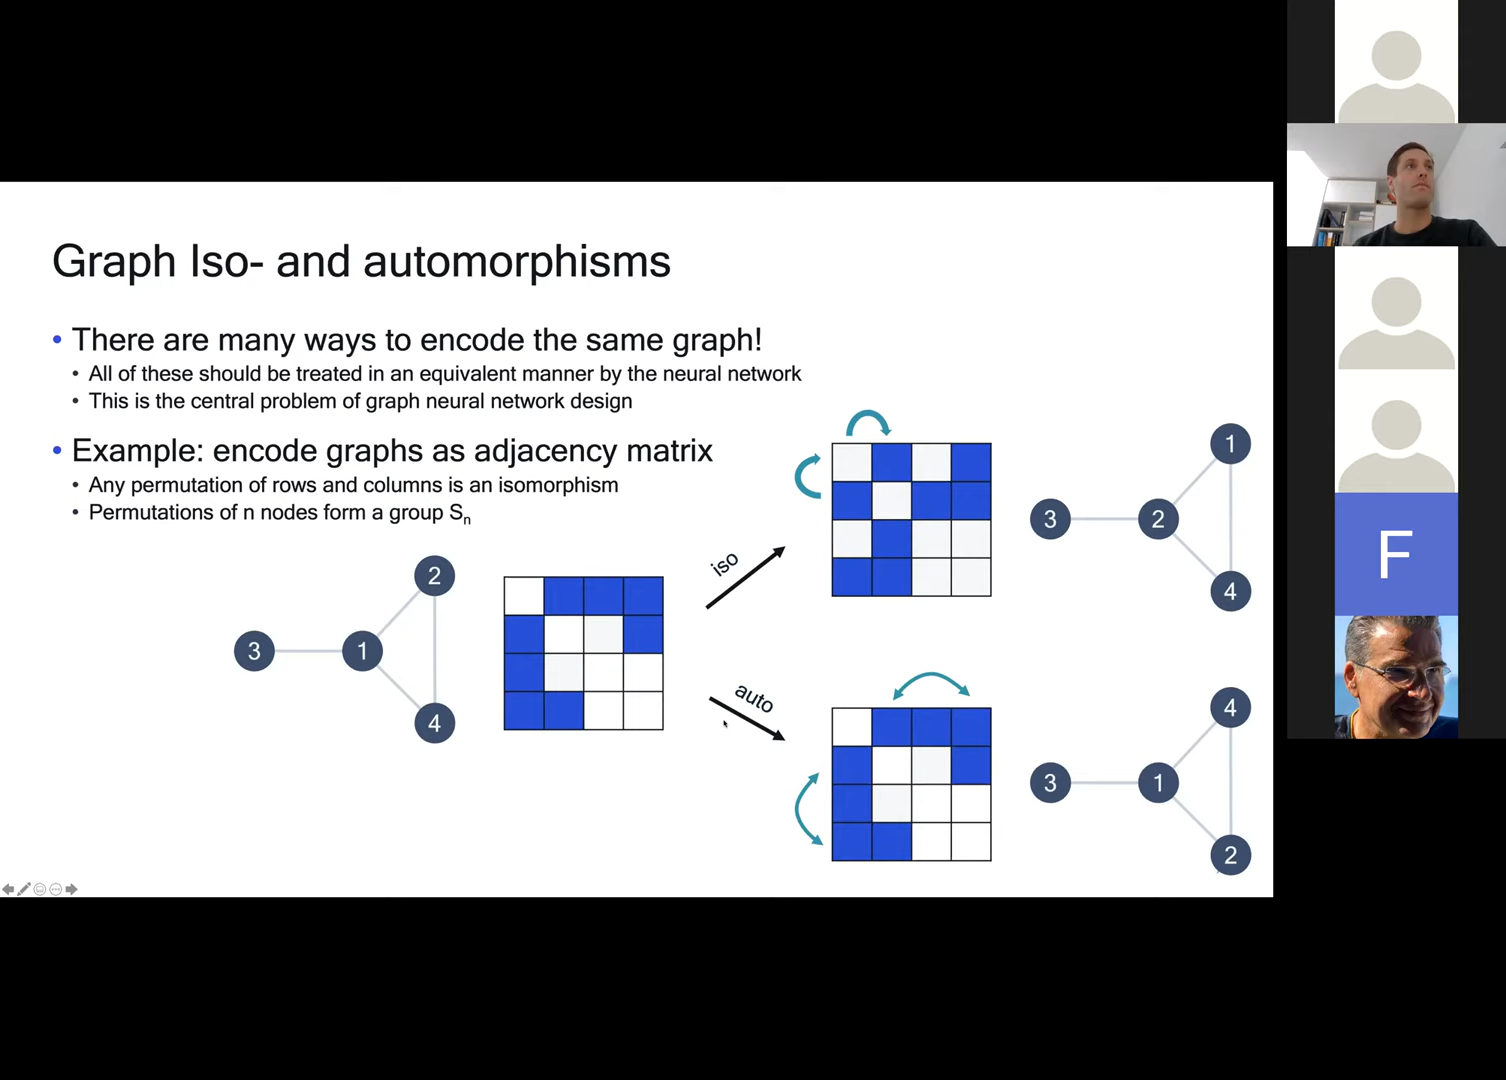 Graph Iso- and automorphisms
• There are many ways to encode the same graph!
• All of these should be treated in an equivalent manner by the neural network
• This is the central problem of graph neural network design
• Example: encode graphs as adjacency matrix
• Any permutation of rows and columns is an isomorphism
• Permutations of n nodes form a group Sn
3 1 2 4
iso
3 2 1 4
auto
3 1 4 2
F